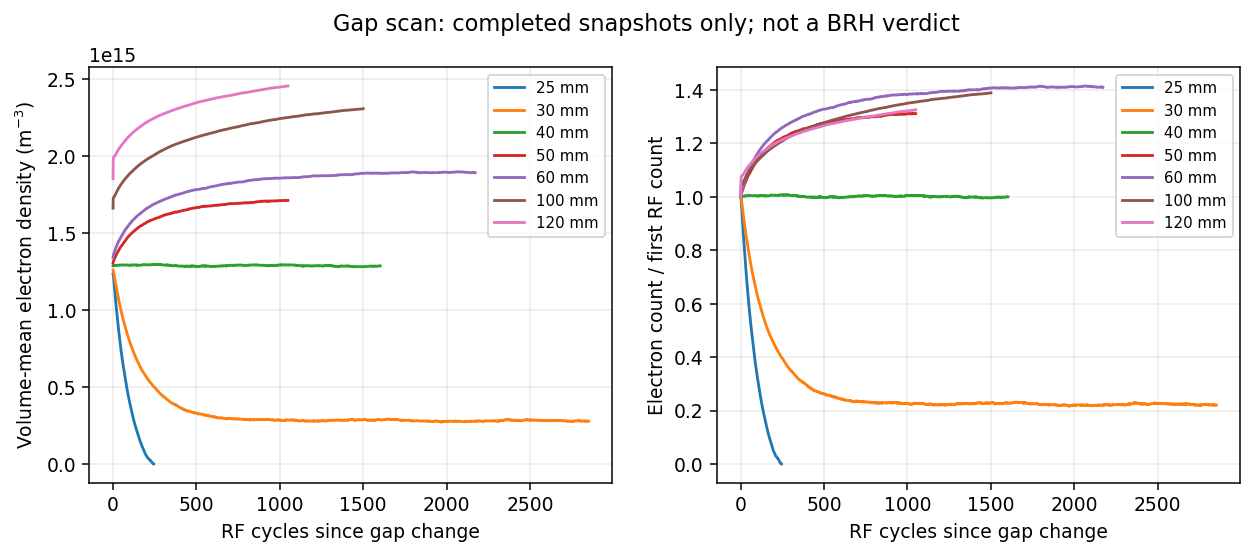 Gap scan: completed snapshots only; not a BRH verdict
1e15
Volume-mean electron density (m⁻³)
2.5
2.0
1.5
1.0
0.5
0.0
0
500
1000
1500
2000
2500
RF cycles since gap change
25 mm
30 mm
40 mm
50 mm
60 mm
100 mm
120 mm
Electron count / first RF count
1.4
1.2
1.0
0.8
0.6
0.4
0.2
0.0
0
500
1000
1500
2000
2500
RF cycles since gap change
25 mm
30 mm
40 mm
50 mm
60 mm
100 mm
120 mm